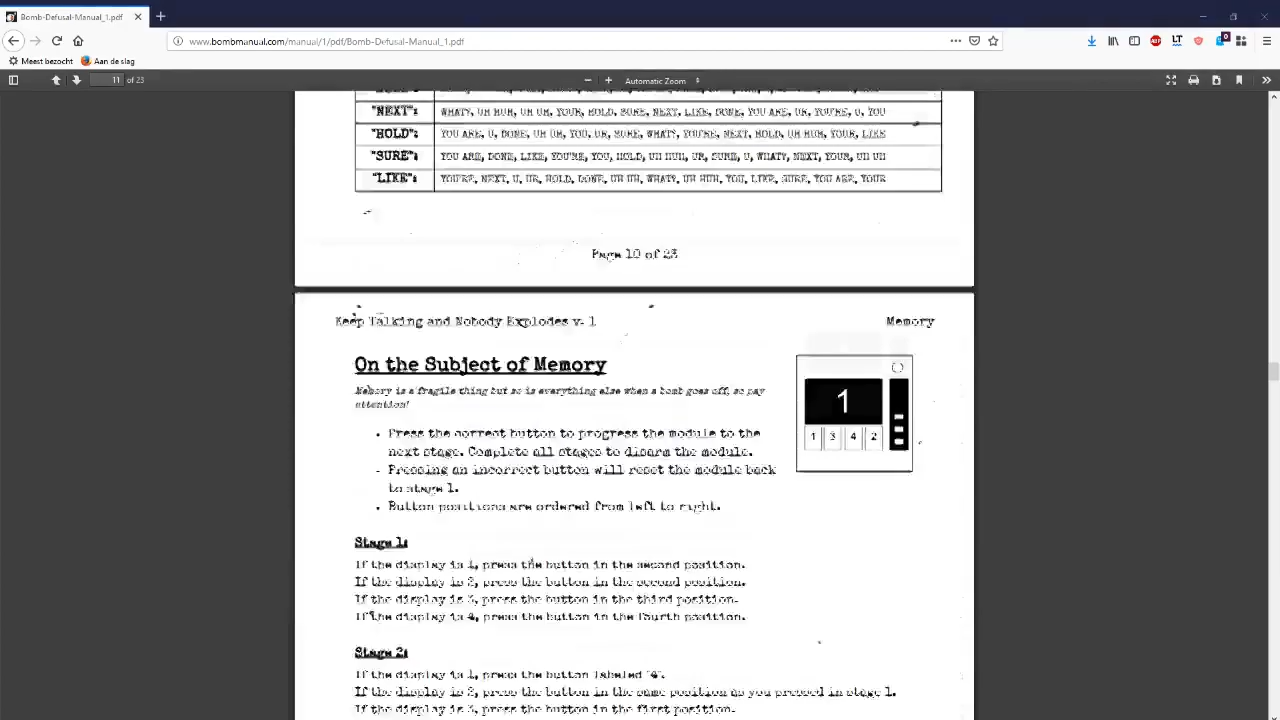 Bomb-Defusal-Manual_1.pdf
www.bombmanual.com/manual/1/pdf/Bomb-Defusal-Manual_1.pdf
Meest bezocht Aan de slag
11 of 23
Automatic Zoom
"NEXT": WHAT?, UH HUH, UH UH, YOUR, HOLD, SURE, NEXT, LIKE, DONE, YOU ARE, UR, YOU'RE, U, YOU
"HOLD": YOU ARE, U, DONE, UH UH, YOU, UR, SURE, WHAT?, YOU'RE, NEXT, HOLD, UH HUH, YOUR, LIKE
"SURE": YOU ARE, DONE, LIKE, YOU'RE, YOU, HOLD, UH HUH, UR, SURE, U, WHAT?, NEXT, YOUR, UH UH
"LIKE": YOU'RE, NEXT, U, UR, HOLD, DONE, UH UH, WHAT?, UH HUH, YOU, LIKE, SURE, YOU ARE, YOUR
Page 10 of 23
Keep Talking and Nobody Explodes v. 1
Memory
On the Subject of Memory
Memory is a fragile thing but so is everything else when a bomb goes off, so pay
attention!
1
1 3 4 2
Press the correct button to progress the module to the
next stage. Complete all stages to disarm the module.
Pressing an incorrect button will reset the module back
to stage 1.
Button positions are ordered from left to right.
Stage 1:
If the display is 1, press the button in the second position.
If the display is 2, press the button in the second position.
If the display is 3, press the button in the third position.
If the display is 4, press the button in the fourth position.
Stage 2:
If the display is 1, press the button labeled "4".
If the display is 2, press the button in the same position as you pressed in stage 1.
If the display is 3, press the button in the first position.